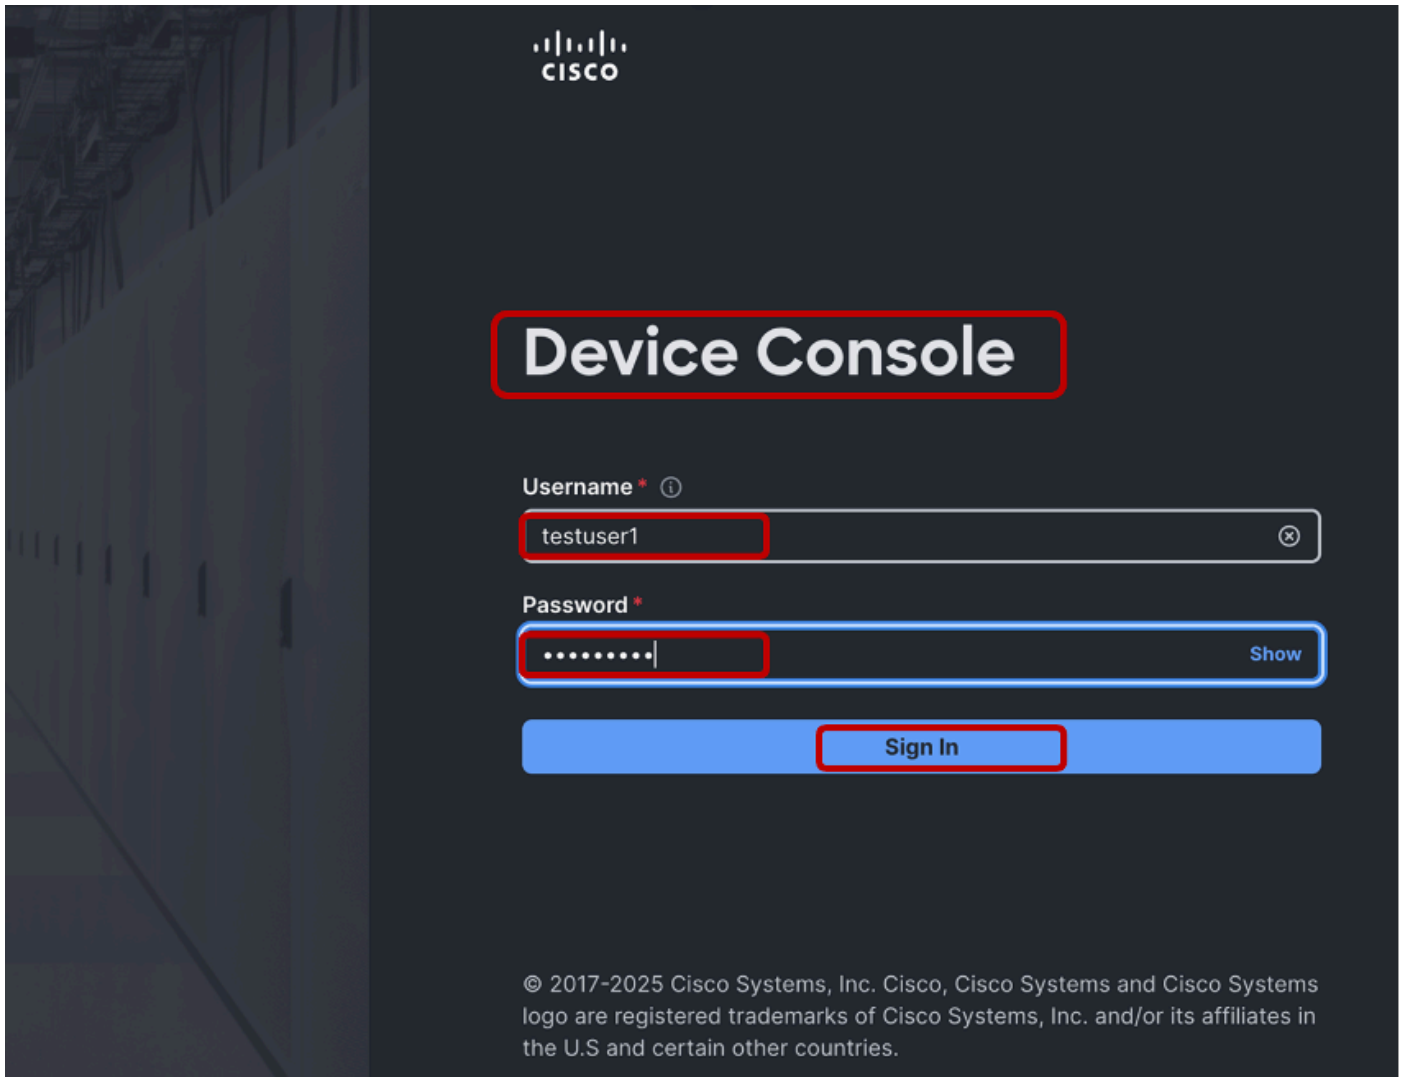 CISCO
Device Console
Username *
testuser1
Password *
•••••••••
Show
Sign In
© 2017-2025 Cisco Systems, Inc. Cisco, Cisco Systems and Cisco Systems
logo are registered trademarks of Cisco Systems, Inc. and/or its affiliates in
the U.S and certain other countries.